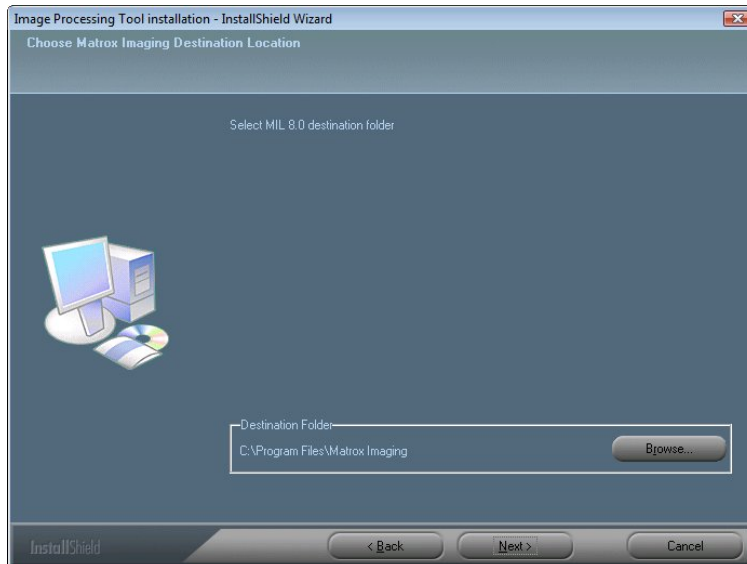 Image Processing Tool installation - InstallShield Wizard
Choose Matrox Imaging Destination Location
Select MIL 8.0 destination folder
Destination Folder
C:\Program Files\Matrox Imaging
Browse...
InstallShield
< Back
Next >
Cancel